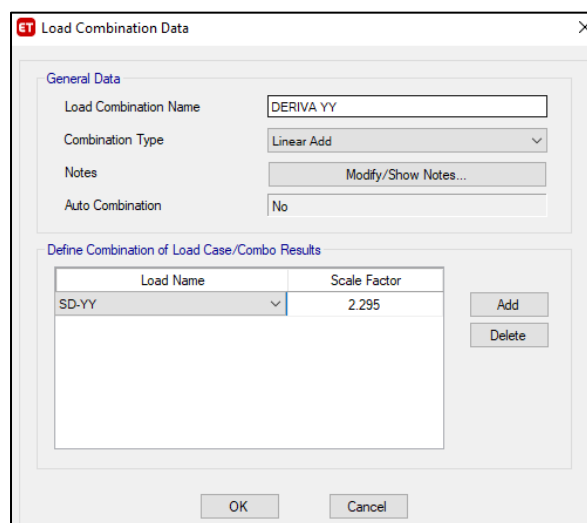 ET Load Combination Data
General Data
Load Combination Name DERIVA YY
Combination Type Linear Add
Notes Modify/Show Notes...
Auto Combination No
Define Combination of Load Case/Combo Results
Load Name Scale Factor
SD-YY 2.295 Add
Delete
OK Cancel